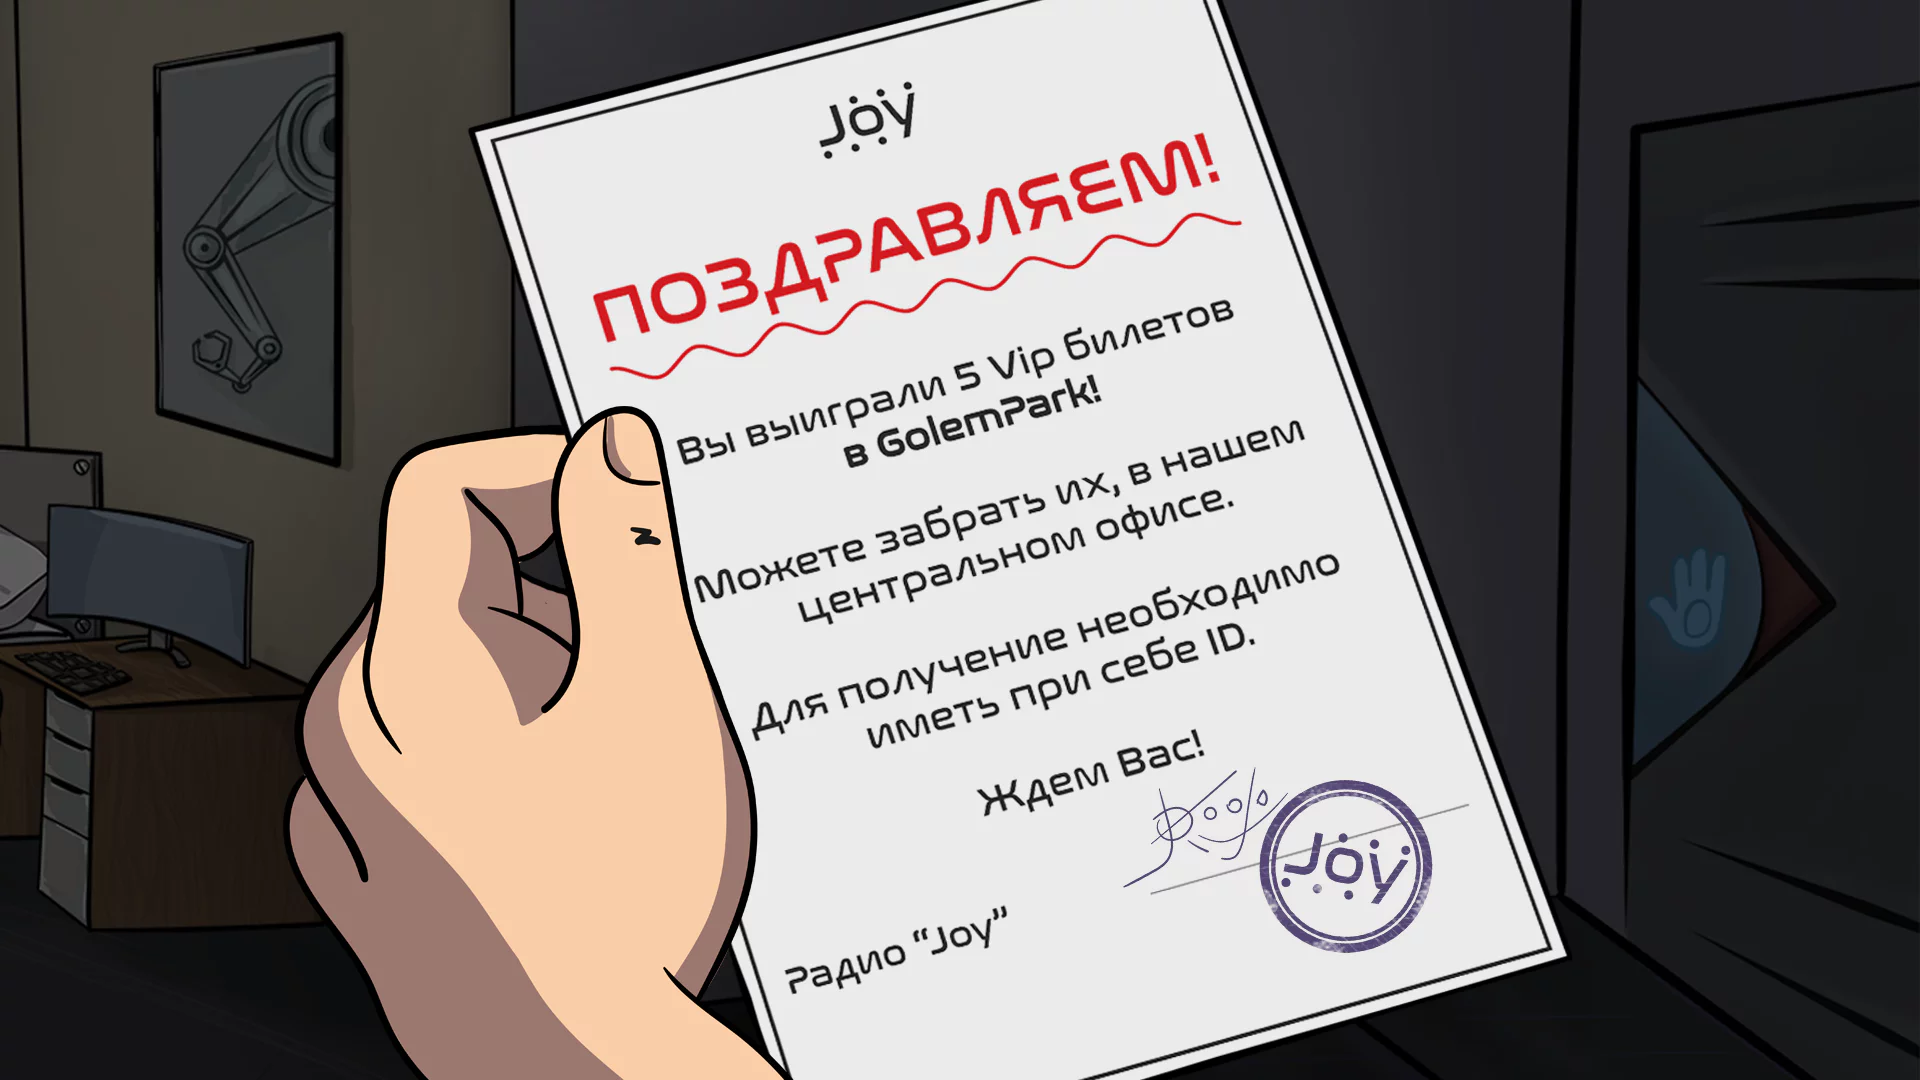 Joy
ПОЗДРАВЛЯЕМ!
Вы выиграли 5 Vip билетов
в GolemPark!
Можете забрать их, в нашем
центральном офисе.
Для получение необходимо
иметь при себе ID.
Ждем Вас!
Joy
Радио “Joy”